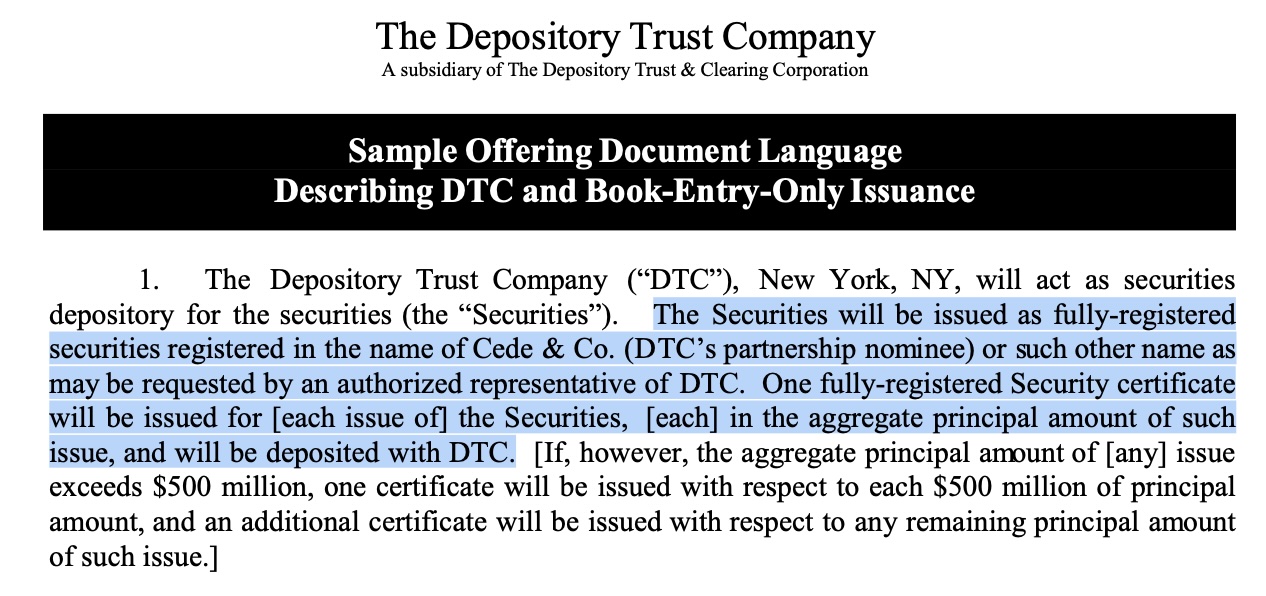 The Depository Trust Company
A subsidiary of The Depository Trust & Clearing Corporation
Sample Offering Document Language
Describing DTC and Book-Entry-Only Issuance
1. The Depository Trust Company (“DTC”), New York, NY, will act as securities
depository for the securities (the “Securities”). The Securities will be issued as fully-registered
securities registered in the name of Cede & Co. (DTC’s partnership nominee) or such other name as
may be requested by an authorized representative of DTC. One fully-registered Security certificate
will be issued for [each issue of] the Securities, [each] in the aggregate principal amount of such
issue, and will be deposited with DTC. [If, however, the aggregate principal amount of [any] issue
exceeds $500 million, one certificate will be issued with respect to each $500 million of principal
amount, and an additional certificate will be issued with respect to any remaining principal amount
of such issue.]